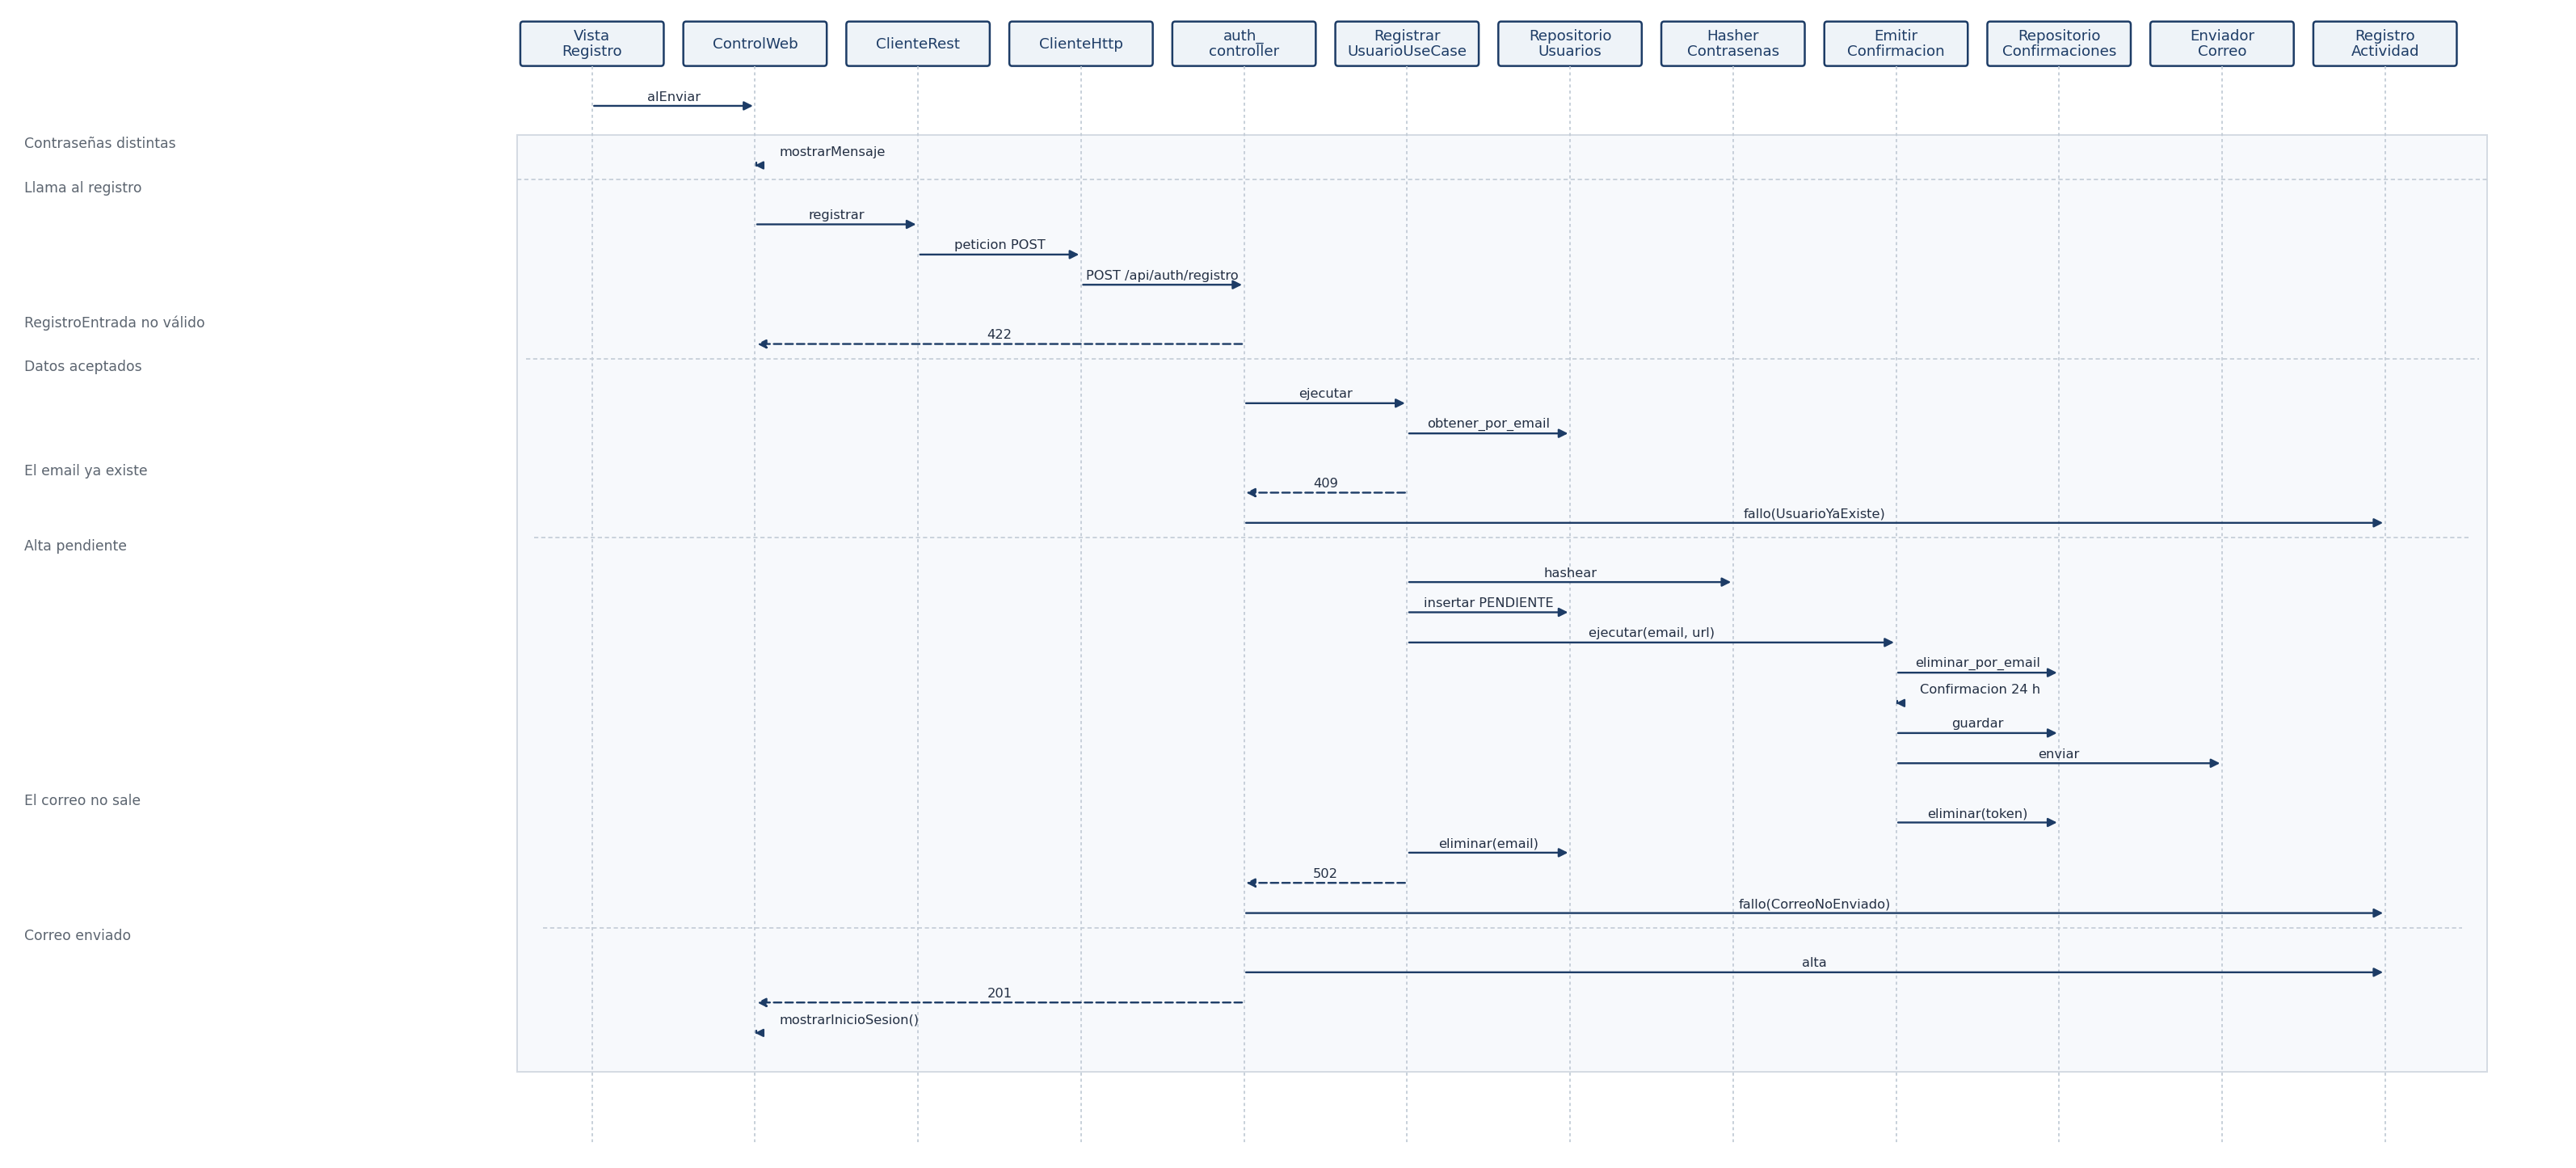 Vista
Registro
ControlWeb
ClienteRest
ClienteHttp
auth_
controller
Registrar
UsuarioUseCase
Repositorio
Usuarios
Hasher
Contrasenas
Emitir
Confirmacion
Repositorio
Confirmaciones
Enviador
Correo
Registro
Actividad
alEnviar
Contraseñas distintas
mostrarMensaje
Llama al registro
registrar
peticion POST
POST /api/auth/registro
RegistroEntrada no válido
422
Datos aceptados
ejecutar
obtener_por_email
El email ya existe
409
fallo(UsuarioYaExiste)
Alta pendiente
hashear
insertar PENDIENTE
ejecutar(email, url)
eliminar_por_email
Confirmacion 24 h
guardar
enviar
El correo no sale
eliminar(token)
eliminar(email)
502
fallo(CorreoNoEnviado)
Correo enviado
alta
201
mostrarInicioSesion()